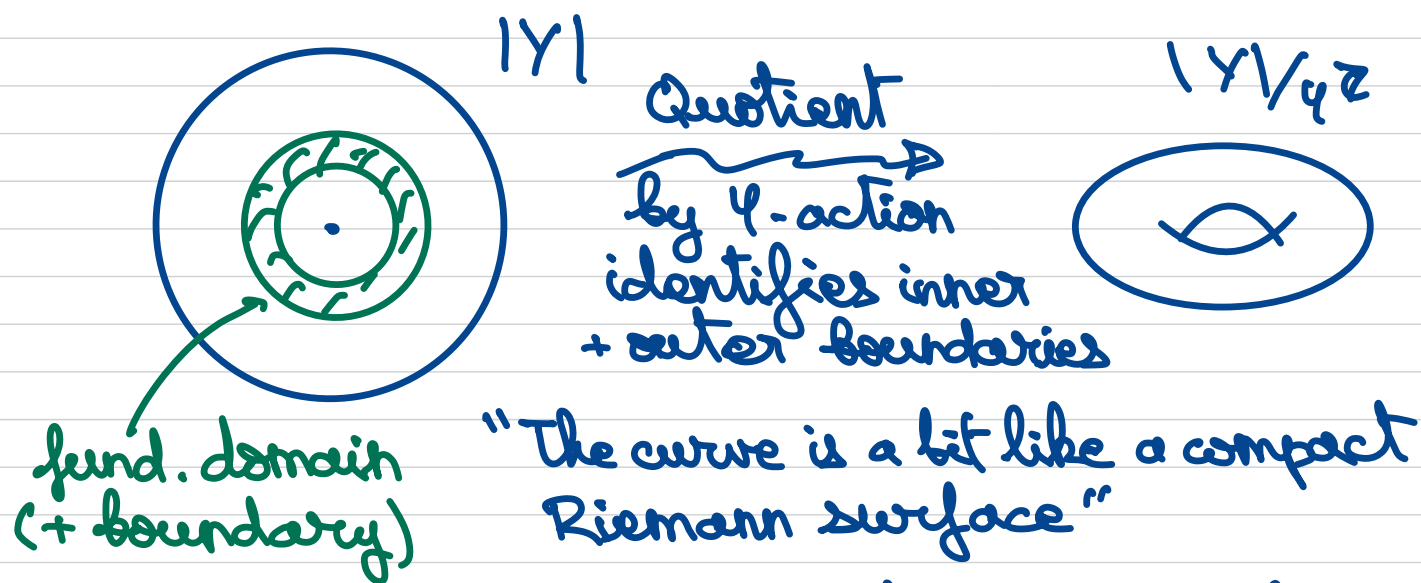 |Y|
Quotient
by φ-action
identifies inner
+ outer boundaries
|Y|/φ^ℤ
fund. domain
(+ boundary)
"The curve is a bit like a compact
Riemann surface"